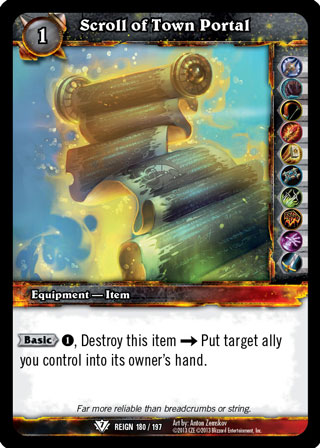 1
Scroll of Town Portal
Equipment — Item
Basic ❶, Destroy this item → Put target ally
you control into its owner's hand.
Far more reliable than breadcrumbs or string.
REIGN 180 / 197
Art by: Anton Zemskov
©2013 CZE ©2013 Blizzard Entertainment, Inc.